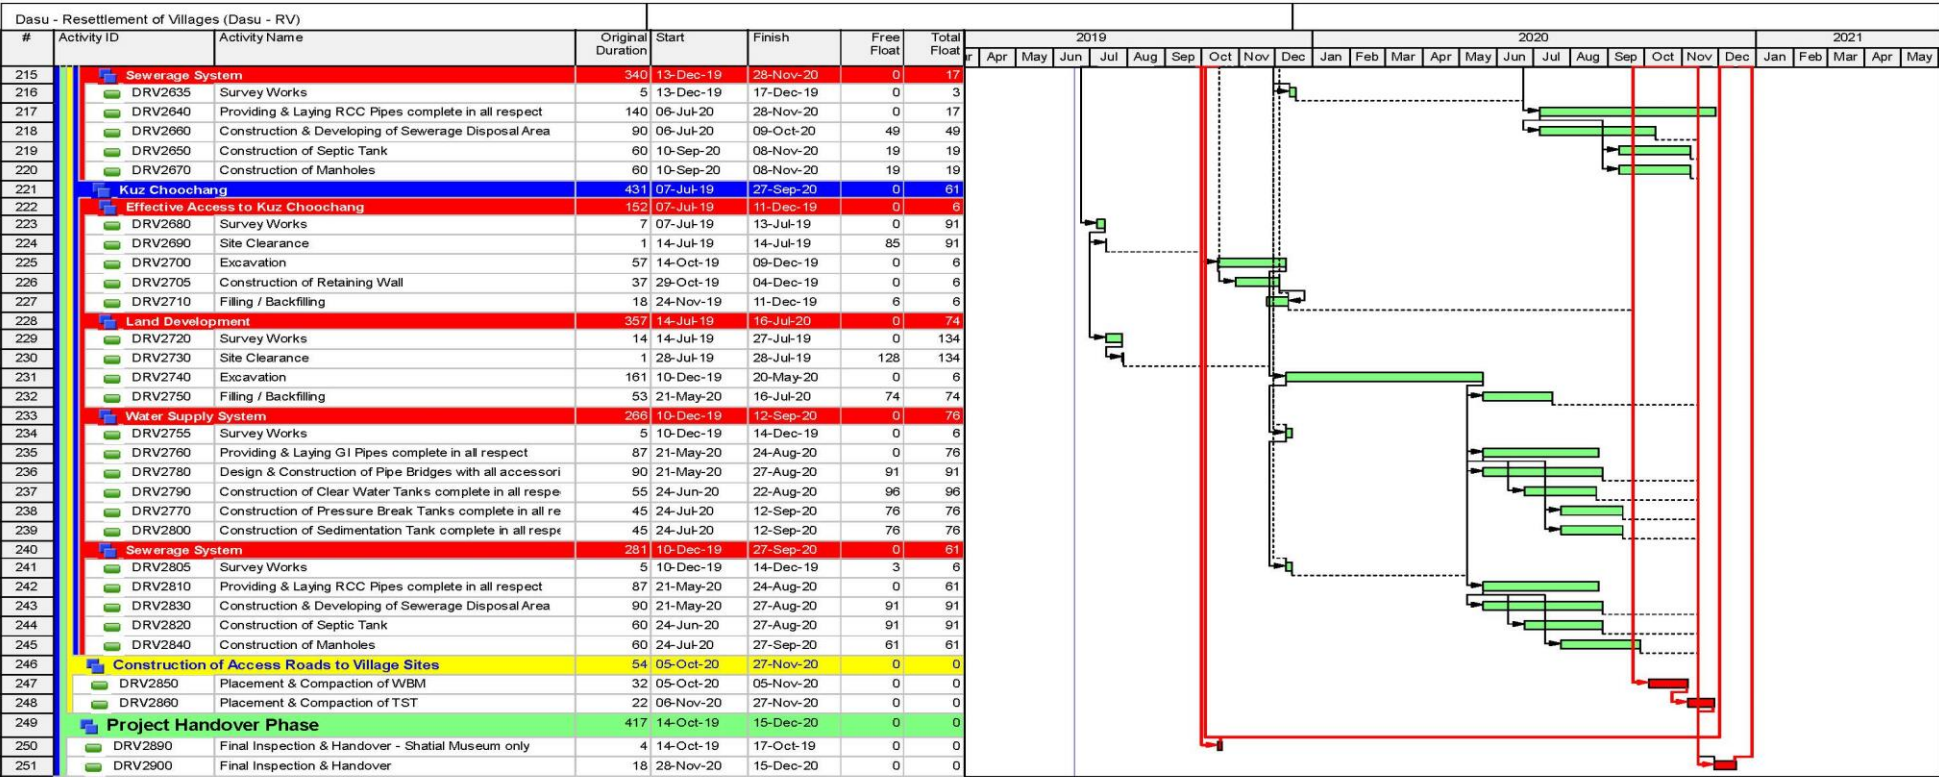 Dasu - Resettlement of Villages (Dasu - RV)
# Activity ID Activity Name Original Duration Start Finish Free Float Total Float 2019 2020 2021
Apr May Jun Jul Aug Sep Oct Nov Dec Jan Feb Mar Apr May Jun Jul Aug Sep Oct Nov Dec Jan Feb Mar Apr May
215 Sewerage System 340 13-Dec-19 28-Nov-20 0 17
216 DRV2635 Survey Works 5 13-Dec-19 17-Dec-19 0 3
217 DRV2640 Providing & Laying RCC Pipes complete in all respect 140 06-Jul-20 28-Nov-20 0 17
218 DRV2660 Construction & Developing of Sewerage Disposal Area 90 06-Jul-20 09-Oct-20 49 49
219 DRV2650 Construction of Septic Tank 60 10-Sep-20 08-Nov-20 19 19
220 DRV2670 Construction of Manholes 60 10-Sep-20 08-Nov-20 19 19
221 Kuz Choochang 431 07-Jul-19 27-Sep-20 0 61
222 Effective Access to Kuz Choochang 152 07-Jul-19 11-Dec-19 0 6
223 DRV2680 Survey Works 7 07-Jul-19 13-Jul-19 0 91
224 DRV2690 Site Clearance 1 14-Jul-19 14-Jul-19 85 91
225 DRV2700 Excavation 57 14-Oct-19 09-Dec-19 0 6
226 DRV2705 Construction of Retaining Wall 37 29-Oct-19 04-Dec-19 0 6
227 DRV2710 Filling / Backfilling 18 24-Nov-19 11-Dec-19 6 6
228 Land Development 357 14-Jul-19 16-Jul-20 0 74
229 DRV2720 Survey Works 14 14-Jul-19 27-Jul-19 0 134
230 DRV2730 Site Clearance 1 28-Jul-19 28-Jul-19 128 134
231 DRV2740 Excavation 161 10-Dec-19 20-May-20 0 6
232 DRV2750 Filling / Backfilling 53 21-May-20 16-Jul-20 74 74
233 Water Supply System 266 10-Dec-19 12-Sep-20 0 76
234 DRV2755 Survey Works 5 10-Dec-19 14-Dec-19 0 6
235 DRV2760 Providing & Laying GI Pipes complete in all respect 87 21-May-20 24-Aug-20 0 76
236 DRV2780 Design & Construction of Pipe Bridges with all accessori 90 21-May-20 27-Aug-20 91 91
237 DRV2790 Construction of Clear Water Tanks complete in all respe 55 24-Jun-20 22-Aug-20 96 96
238 DRV2770 Construction of Pressure Break Tanks complete in all re 45 24-Jul-20 12-Sep-20 76 76
239 DRV2800 Construction of Sedimentation Tank complete in all respe 45 24-Jul-20 12-Sep-20 76 76
240 Sewerage System 281 10-Dec-19 27-Sep-20 0 61
241 DRV2805 Survey Works 5 10-Dec-19 14-Dec-19 3 6
242 DRV2810 Providing & Laying RCC Pipes complete in all respect 87 21-May-20 24-Aug-20 0 61
243 DRV2830 Construction & Developing of Sewerage Disposal Area 90 21-May-20 27-Aug-20 91 91
244 DRV2820 Construction of Septic Tank 60 24-Jun-20 27-Aug-20 91 91
245 DRV2840 Construction of Manholes 60 24-Jul-20 27-Sep-20 61 61
246 Construction of Access Roads to Village Sites 54 05-Oct-20 27-Nov-20 0 0
247 DRV2850 Placement & Compaction of WBM 32 05-Oct-20 05-Nov-20 0 0
248 DRV2860 Placement & Compaction of TST 22 06-Nov-20 27-Nov-20 0 0
249 Project Handover Phase 417 14-Oct-19 15-Dec-20 0 0
250 DRV2890 Final Inspection & Handover - Shatial Museum only 4 14-Oct-19 17-Oct-19 0 0
251 DRV2900 Final Inspection & Handover 18 28-Nov-20 15-Dec-20 0 0